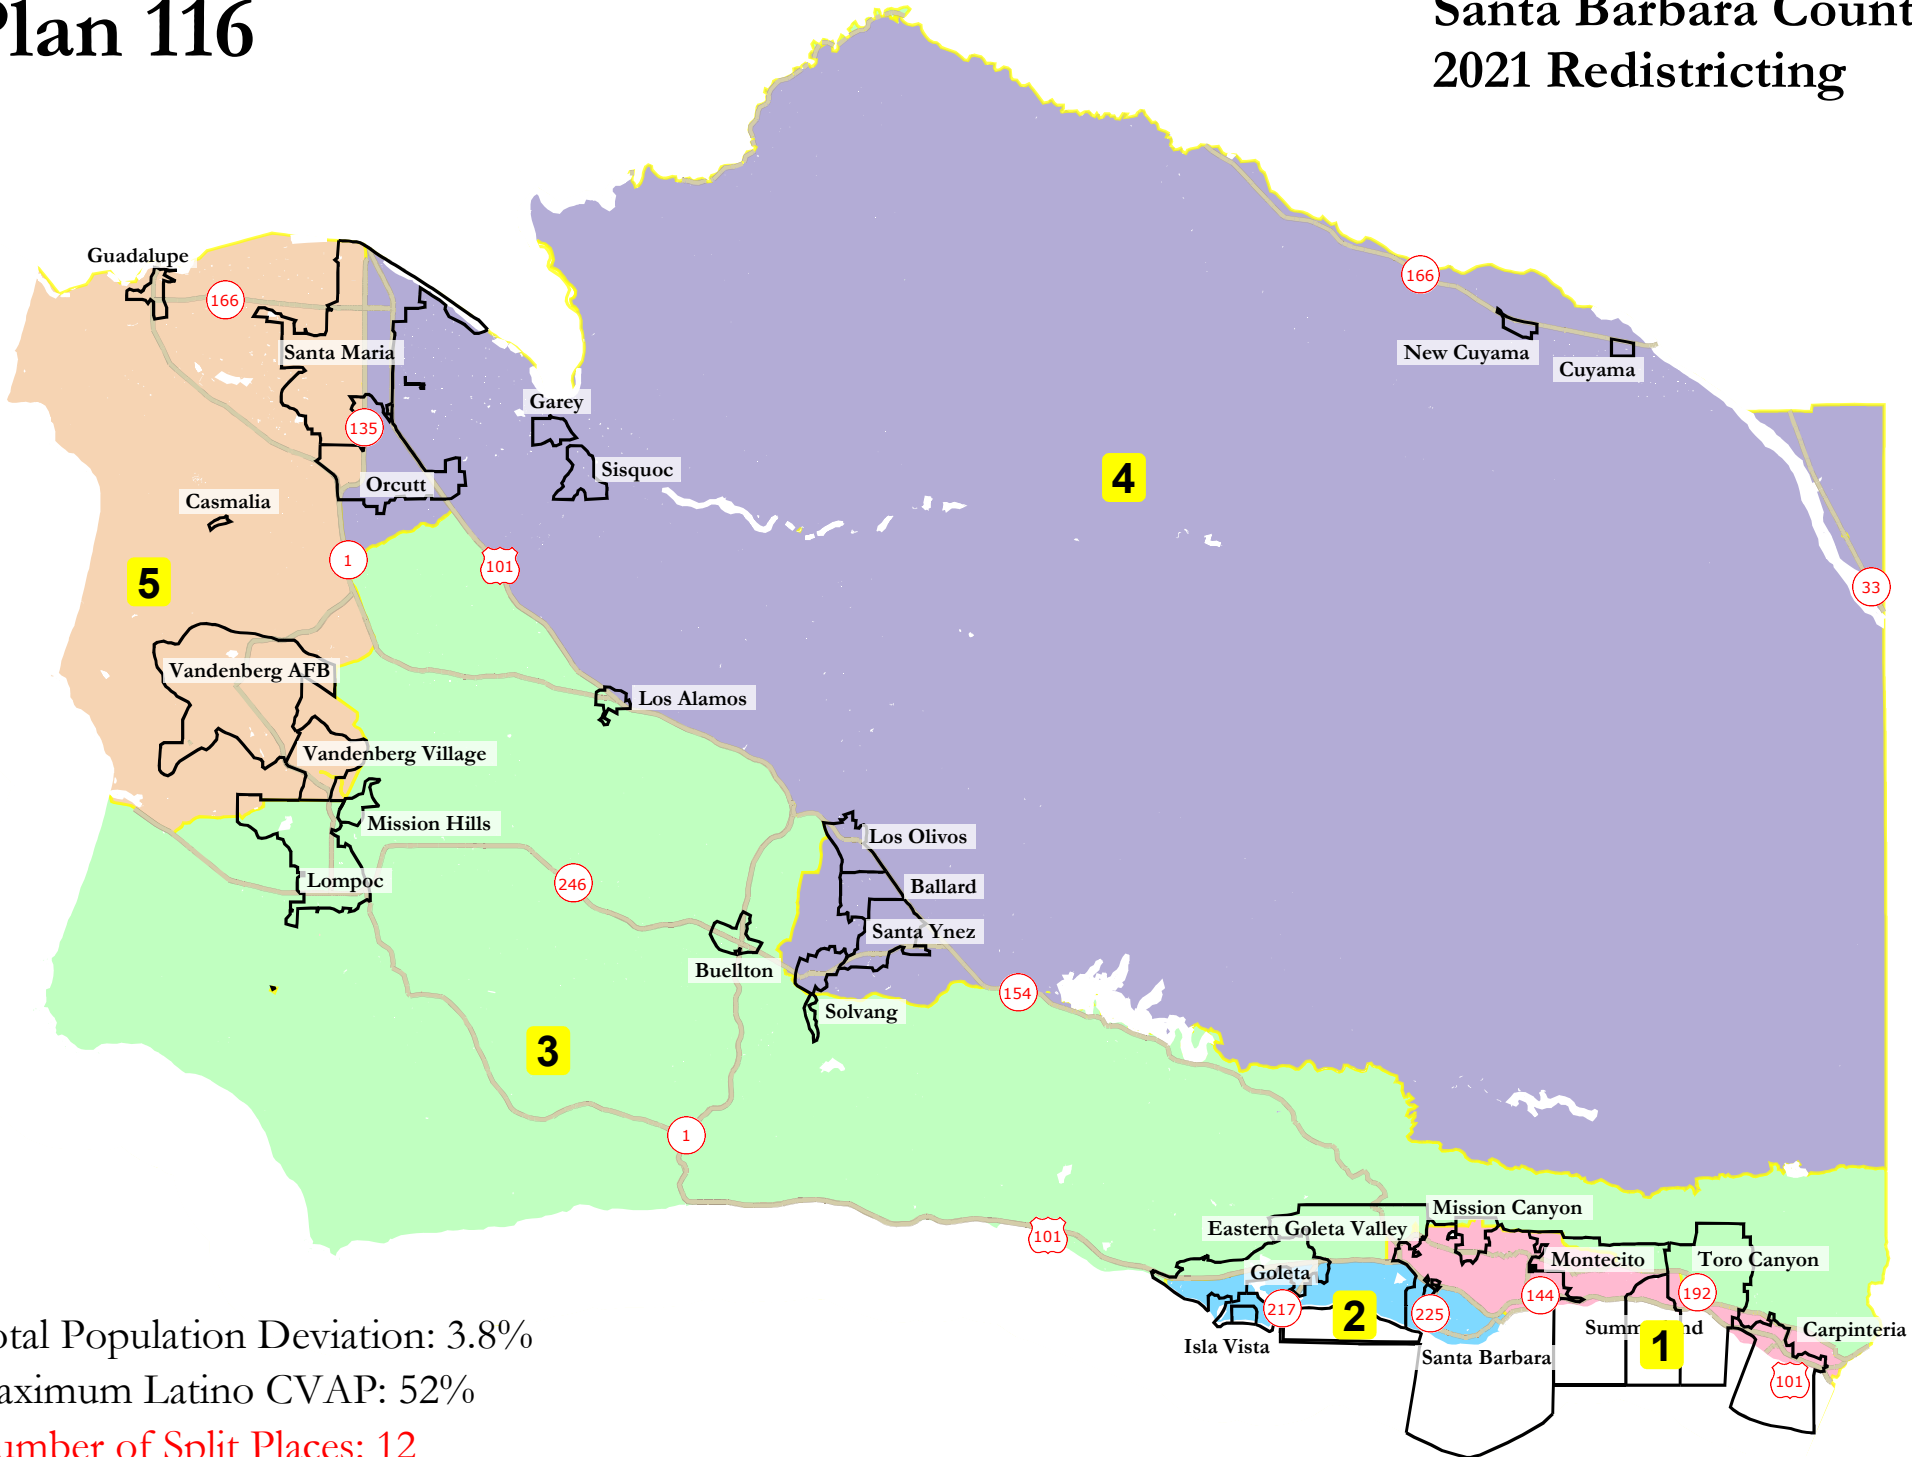 Plan 116
Santa Barbara Count
2021 Redistricting
Guadalupe
166
166
Santa Maria
New Cuyama
Cuyama
Garey
135
Sisquoc
4
Orcutt
Casmalia
1
101
5
33
Vandenberg AFB
Los Alamos
Vandenberg Village
Mission Hills
Los Olivos
Lompoc
246
Ballard
Santa Ynez
Buellton
154
Solvang
3
1
Mission Canyon
Eastern Goleta Valley
101
Montecito
Toro Canyon
Goleta
144
192
217
2
225
Carpinteria
1
Isla Vista
Santa Barbara
101
otal Population Deviation: 3.8%
aximum Latino CVAP: 52%
umber of Split Places: 12